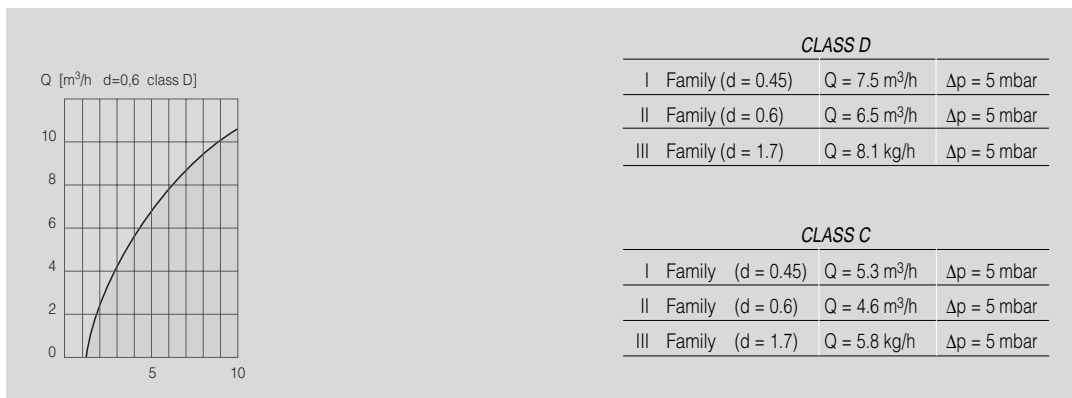 Q [m³/h d=0,6 class D]
10
8
6
4
2
0
5 10
CLASS D
I Family (d = 0.45) Q = 7.5 m³/h Δp = 5 mbar
II Family (d = 0.6) Q = 6.5 m³/h Δp = 5 mbar
III Family (d = 1.7) Q = 8.1 kg/h Δp = 5 mbar
CLASS C
I Family (d = 0.45) Q = 5.3 m³/h Δp = 5 mbar
II Family (d = 0.6) Q = 4.6 m³/h Δp = 5 mbar
III Family (d = 1.7) Q = 5.8 kg/h Δp = 5 mbar